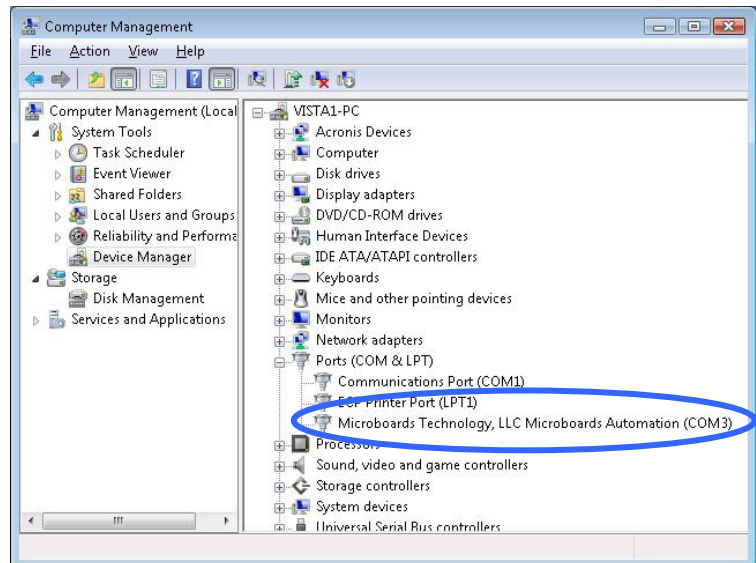 Computer Management
File Action View Help
Computer Management (Local
System Tools
Task Scheduler
Event Viewer
Shared Folders
Local Users and Groups
Reliability and Performa
Device Manager
Storage
Disk Management
Services and Applications
VISTA1-PC
Acronis Devices
Computer
Disk drives
Display adapters
DVD/CD-ROM drives
Human Interface Devices
IDE ATA/ATAPI controllers
Keyboards
Mice and other pointing devices
Monitors
Network adapters
Ports (COM & LPT)
Communications Port (COM1)
ECP Printer Port (LPT1)
Microboards Technology, LLC Microboards Automation (COM3)
Processors
Sound, video and game controllers
Storage controllers
System devices
Universal Serial Bus controllers